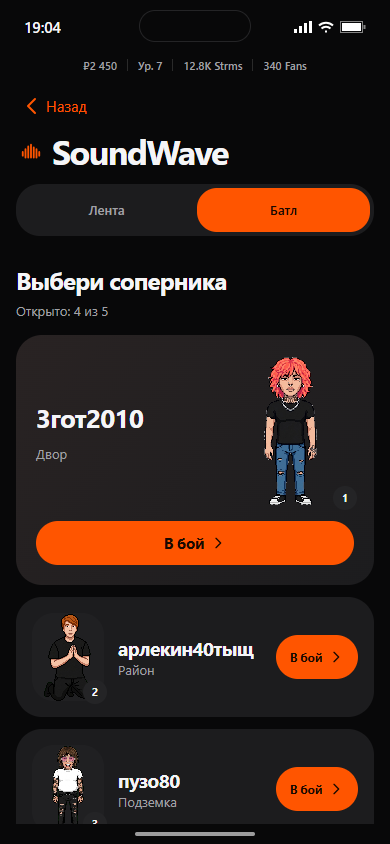 19:04
₽2 450 Ур. 7 12.8K Strms 340 Fans
Назад
SoundWave
Лента Батл
Выбери соперника
Открыто: 4 из 5
3гот2010
Двор
1
В бой
арлекин40тыщ
Район
2
В бой
пузо80
Подземка
3
В бой